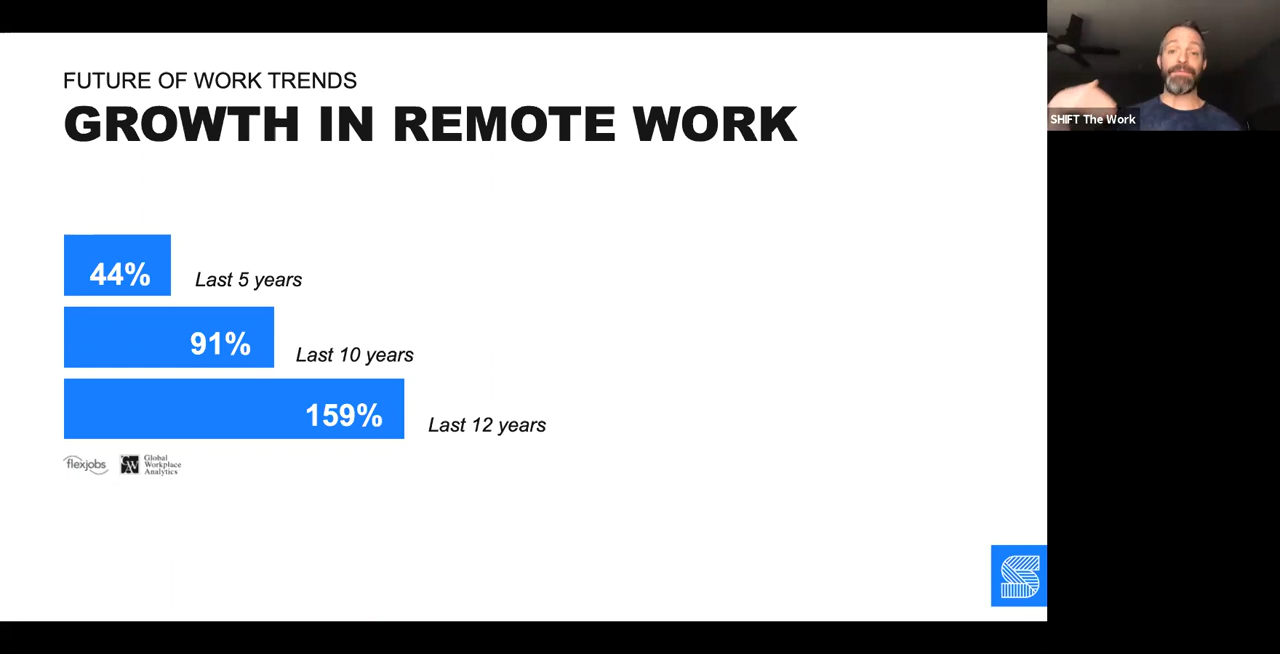 FUTURE OF WORK TRENDS
GROWTH IN REMOTE WORK
SHIFT The Work
44%
Last 5 years
91%
Last 10 years
159%
Last 12 years
flexjobs
GW
Global
Workplace
Analytics
S